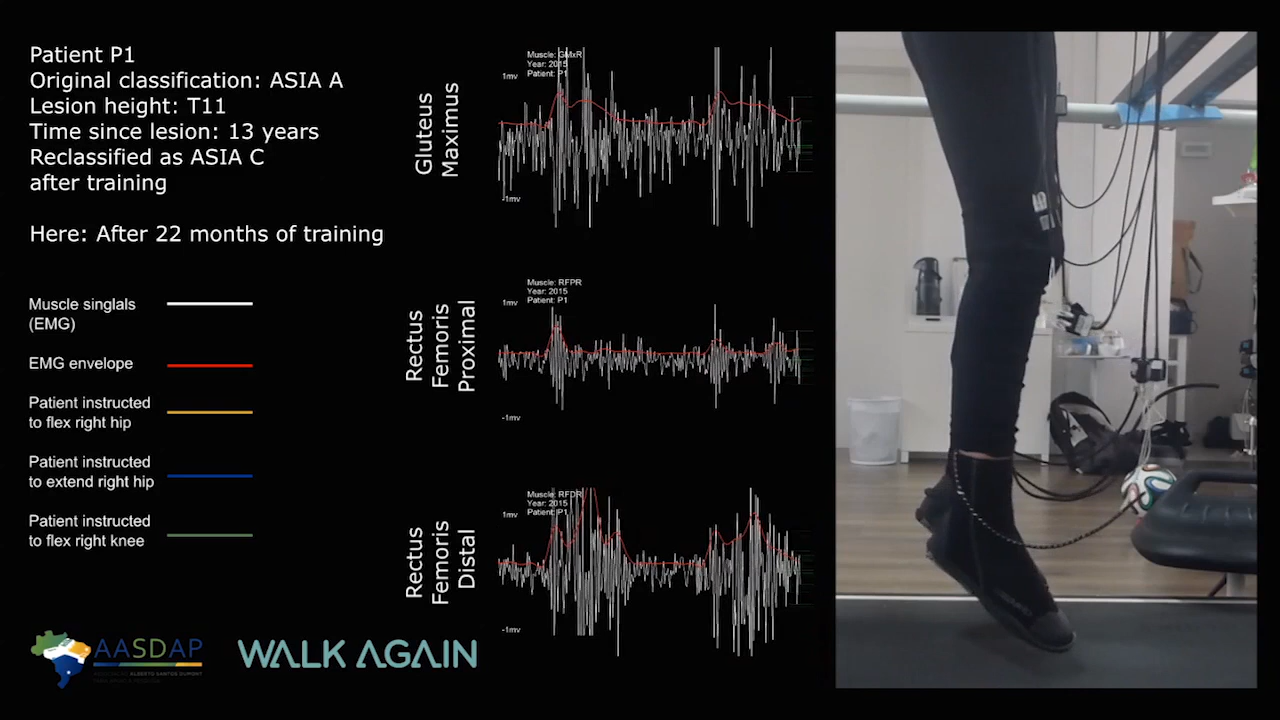 Patient P1
Original classification: ASIA A
Lesion height: T11
Time since lesion: 13 years
Reclassified as ASIA C
after training
Here: After 22 months of training
Muscle singlals
(EMG)
EMG envelope
Patient instructed
to flex right hip
Patient instructed
to extend right hip
Patient instructed
to flex right knee
Gluteus
Maximus
Muscle: GMxR
Year: 2015
Patient: P1
1mv
-1mv
Rectus
Femoris
Proximal
Muscle: RFPR
Year: 2015
Patient: P1
1mv
-1mv
Rectus
Femoris
Distal
Muscle: RFDR
Year: 2015
Patient: P1
1mv
-1mv
AASDAP
ALBERTO SANTOS DUMONT
WALK AGAIN